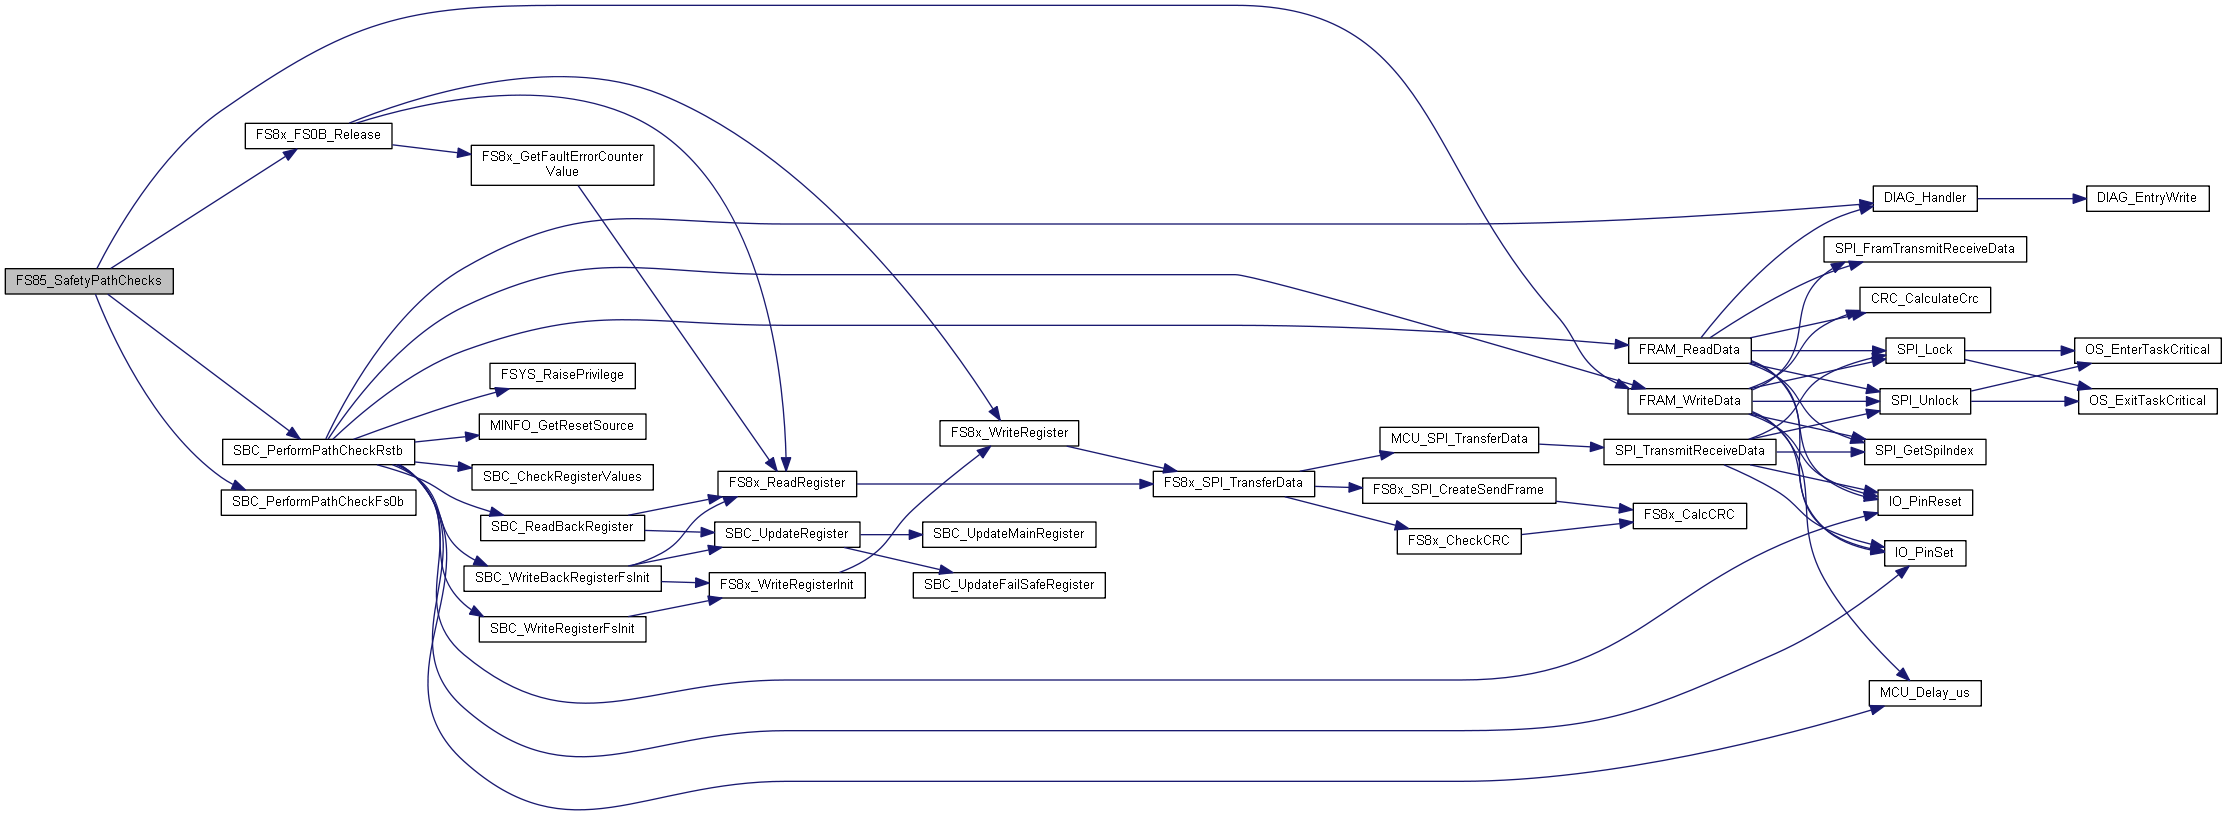 FS85_SafetyPathChecks
FS8x_FS0B_Release
SBC_PerformPathCheckRstb
SBC_PerformPathCheckFs0b
FS8x_GetFaultErrorCounter
Value
FSYS_RaisePrivilege
MINFO_GetResetSource
SBC_CheckRegisterValues
SBC_ReadBackRegister
SBC_WriteBackRegisterFsInit
SBC_WriteRegisterFsInit
FS8x_ReadRegister
SBC_UpdateRegister
FS8x_WriteRegisterInit
FS8x_WriteRegister
SBC_UpdateMainRegister
SBC_UpdateFailSafeRegister
FS8x_SPI_TransferData
MCU_SPI_TransferData
FS8x_SPI_CreateSendFrame
FS8x_CheckCRC
FRAM_ReadData
FRAM_WriteData
SPI_TransmitReceiveData
FS8x_CalcCRC
DIAG_Handler
SPI_FramTransmitReceiveData
CRC_CalculateCrc
SPI_Lock
SPI_Unlock
SPI_GetSpiIndex
IO_PinReset
IO_PinSet
MCU_Delay_us
DIAG_EntryWrite
OS_EnterTaskCritical
OS_ExitTaskCritical